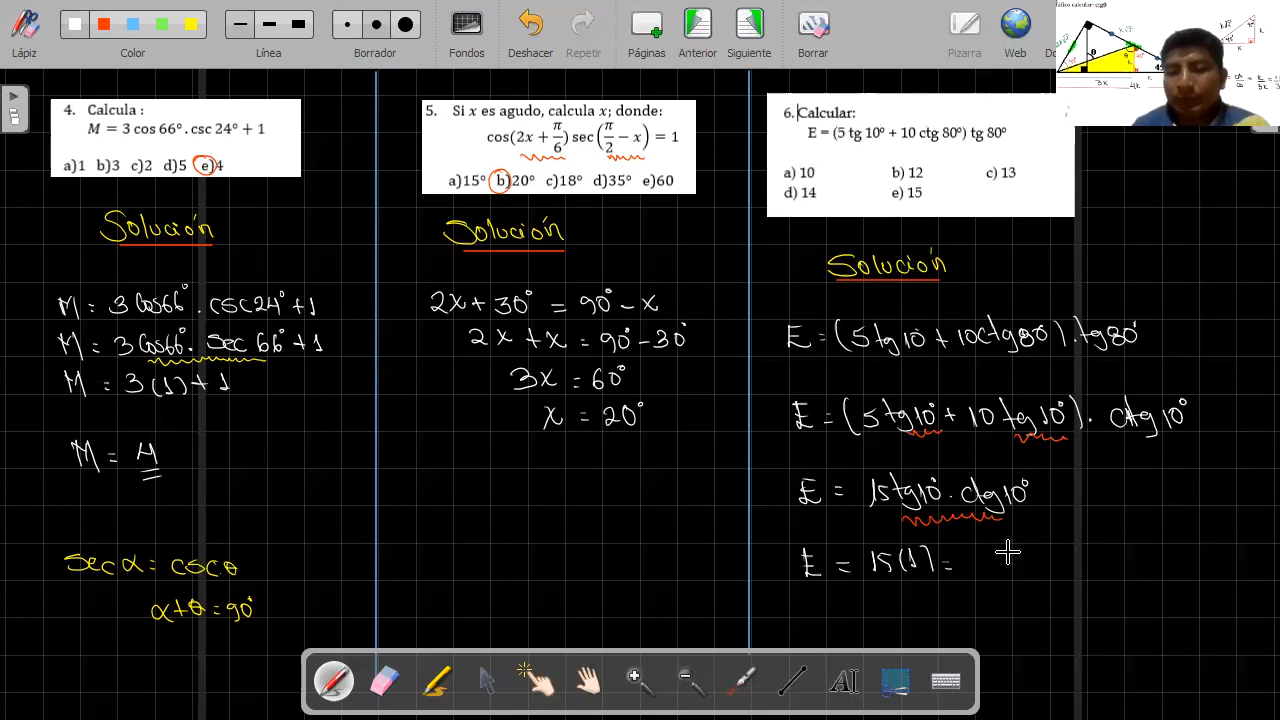 Lápiz
Color
Línea
Borrador
Fondos
Deshacer
Repetir
Páginas
Anterior
Siguiente
Borrar
Pizarra
Web
4. Calcula :
M = 3 cos 66° . csc 24° + 1
a)1 b)3 c)2 d)5 e)4
Solución
M = 3 Cos66° . csc24° + 1
M = 3 Cos66° . Sec 66° + 1
M = 3 (1) + 1
M = 4
Sec α = csc θ
α + θ = 90°
5. Si x es agudo, calcula x; donde:
cos(2x + π/6) sec(π/2 − x) = 1
a)15° b)20° c)18° d)35° e)60
Solución
2x + 30° = 90° − x
2x + x = 90° − 30°
3x = 60°
x = 20°
6. Calcular:
E = (5 tg 10° + 10 ctg 80°) tg 80°
a) 10 b) 12 c) 13
d) 14 e) 15
Solución
E = (5tg10° + 10ctg80°) . tg80°
E = (5tg10° + 10 tg10°) . ctg10°
E = 15tg10° . ctg10°
E = 15(1) =